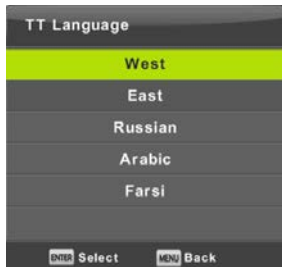 TT Language
West
East
Russian
Arabic
Farsi
ENTER Select MENU Back